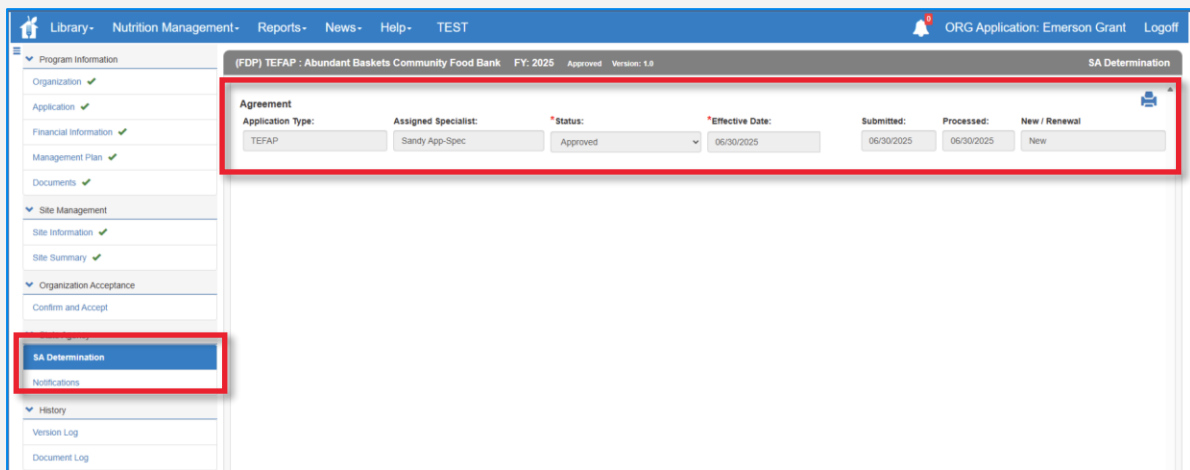 Library- Nutrition Management- Reports- News- Help- TEST 0 ORG Application: Emerson Grant Logoff
Program Information
(FDP) TEFAP : Abundant Baskets Community Food Bank FY: 2025 Approved Version: 1.0 SA Determination
Organization
Application
Financial Information
Management Plan
Documents
Site Management
Site Information
Site Summary
Organization Acceptance
Confirm and Accept
State Agency
SA Determination
Notifications
History
Version Log
Document Log
Agreement
Application Type: Assigned Specialist: *Status: *Effective Date: Submitted: Processed: New / Renewal
TEFAP Sandy App-Spec Approved 06/30/2025 06/30/2025 06/30/2025 New